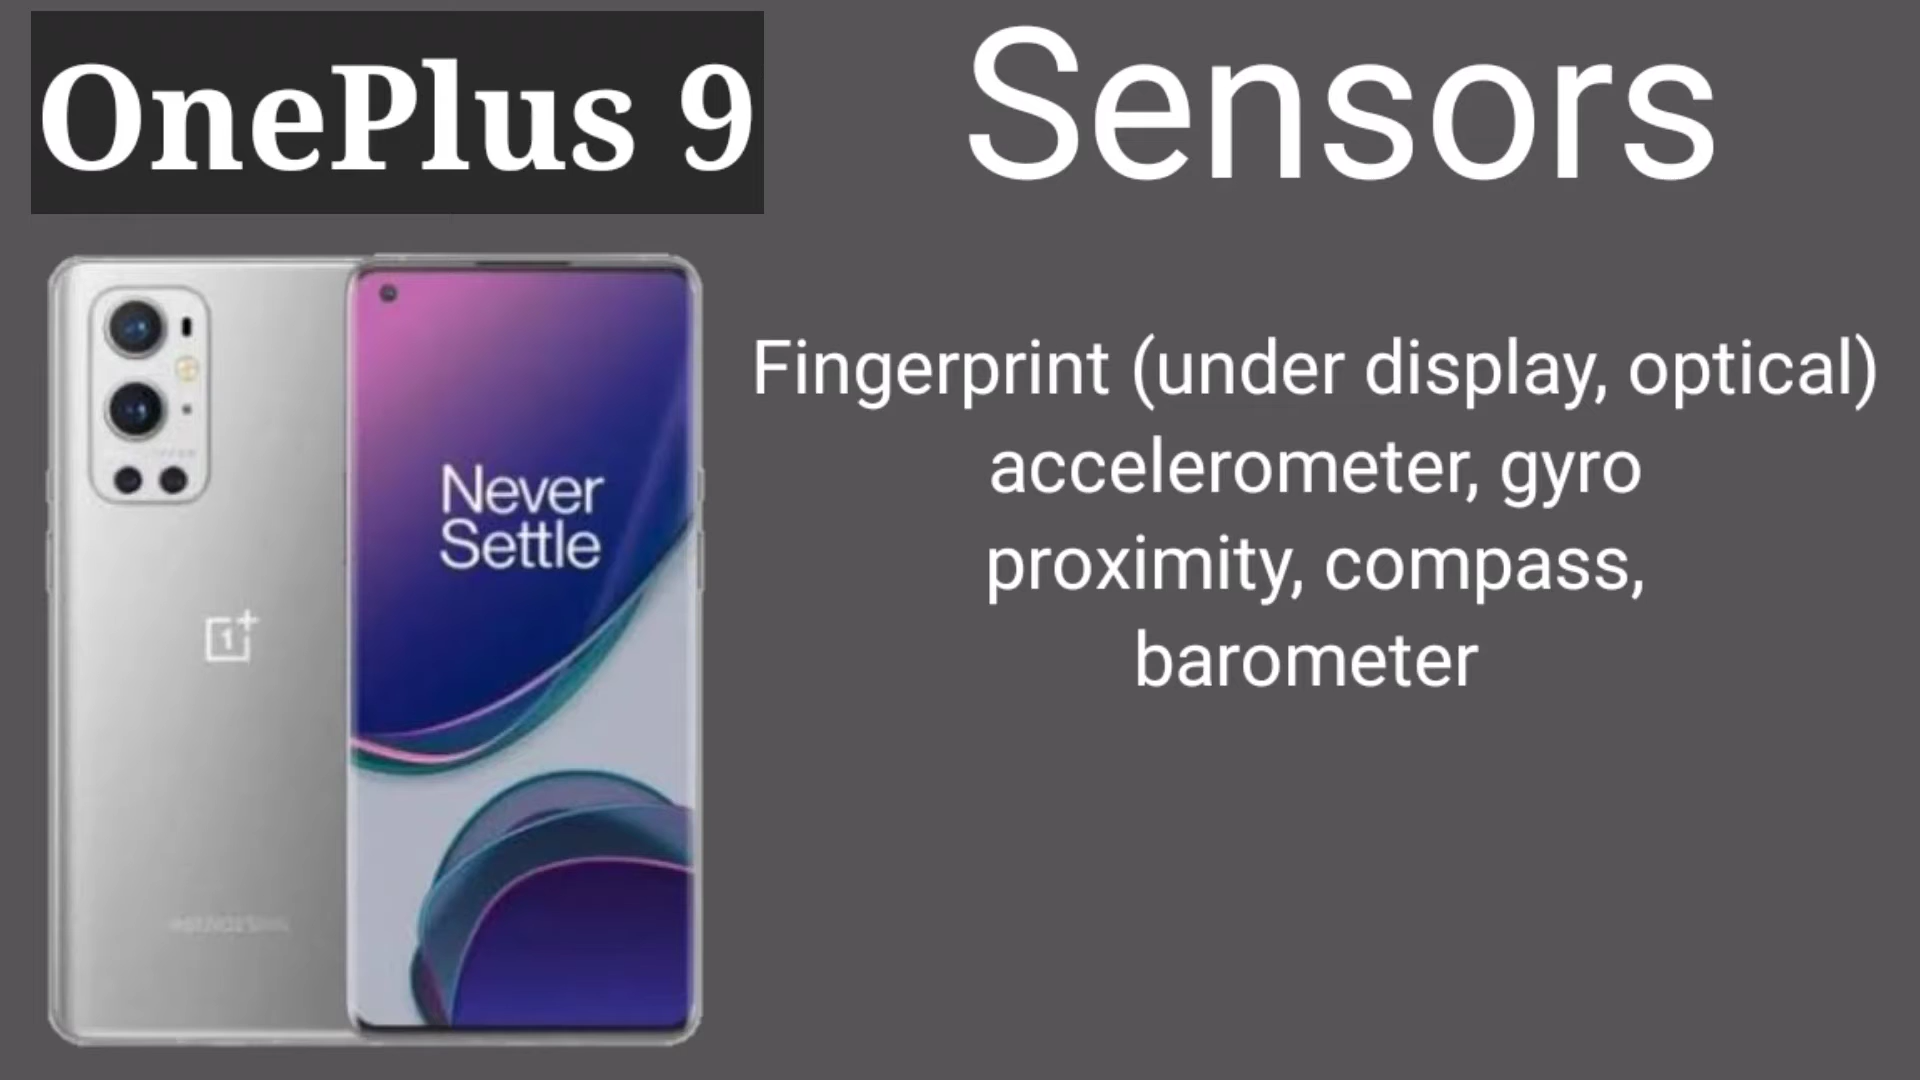 OnePlus 9
Sensors
Fingerprint (under display, optical)
accelerometer, gyro
proximity, compass,
barometer
Never
Settle